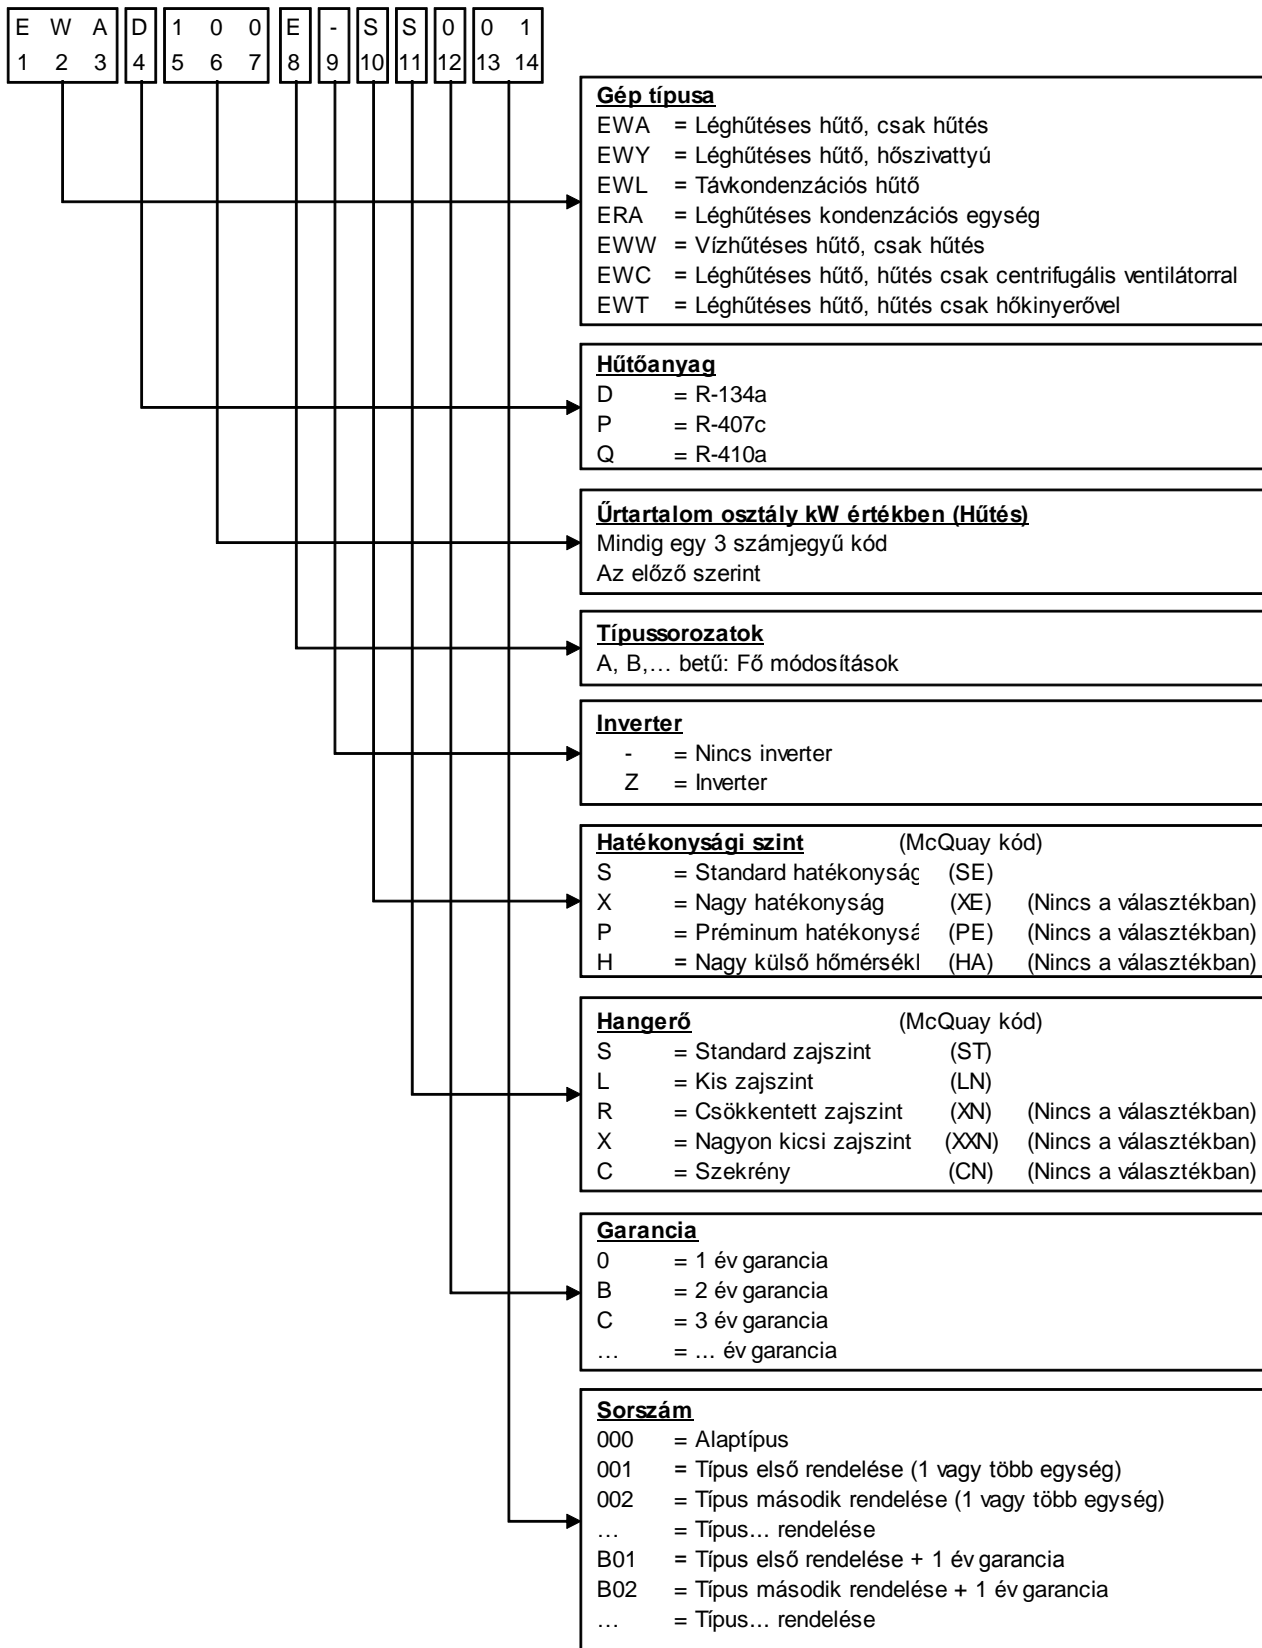 E W A D 1 0 0 E - S S 0 0 1
1 2 3 4 5 6 7 8 9 10 11 12 13 14
Gép típusa
EWA = Léghűtéses hűtő, csak hűtés
EWY = Léghűtéses hűtő, hőszivattyú
EWL = Távkondenzációs hűtő
ERA = Léghűtéses kondenzációs egység
EWW = Vízhűtéses hűtő, csak hűtés
EWC = Léghűtéses hűtő, hűtés csak centrifugális ventilátorral
EWT = Léghűtéses hűtő, hűtés csak hőkinyerővel
Hűtőanyag
D = R-134a
P = R-407c
Q = R-410a
Űrtartalom osztály kW értékben (Hűtés)
Mindig egy 3 számjegyű kód
Az előző szerint
Típussorozatok
A, B,… betű: Fő módosítások
Inverter
- = Nincs inverter
Z = Inverter
Hatékonysági szint (McQuay kód)
S = Standard hatékonyság (SE)
X = Nagy hatékonyság (XE) (Nincs a választékban)
P = Préminum hatékonysá (PE) (Nincs a választékban)
H = Nagy külső hőmérsékl (HA) (Nincs a választékban)
Hangerő (McQuay kód)
S = Standard zajszint (ST)
L = Kis zajszint (LN)
R = Csökkentett zajszint (XN) (Nincs a választékban)
X = Nagyon kicsi zajszint (XXN) (Nincs a választékban)
C = Szekrény (CN) (Nincs a választékban)
Garancia
0 = 1 év garancia
B = 2 év garancia
C = 3 év garancia
… = ... év garancia
Sorszám
000 = Alaptípus
001 = Típus első rendelése (1 vagy több egység)
002 = Típus második rendelése (1 vagy több egység)
… = Típus... rendelése
B01 = Típus első rendelése + 1 év garancia
B02 = Típus második rendelése + 1 év garancia
… = Típus... rendelése